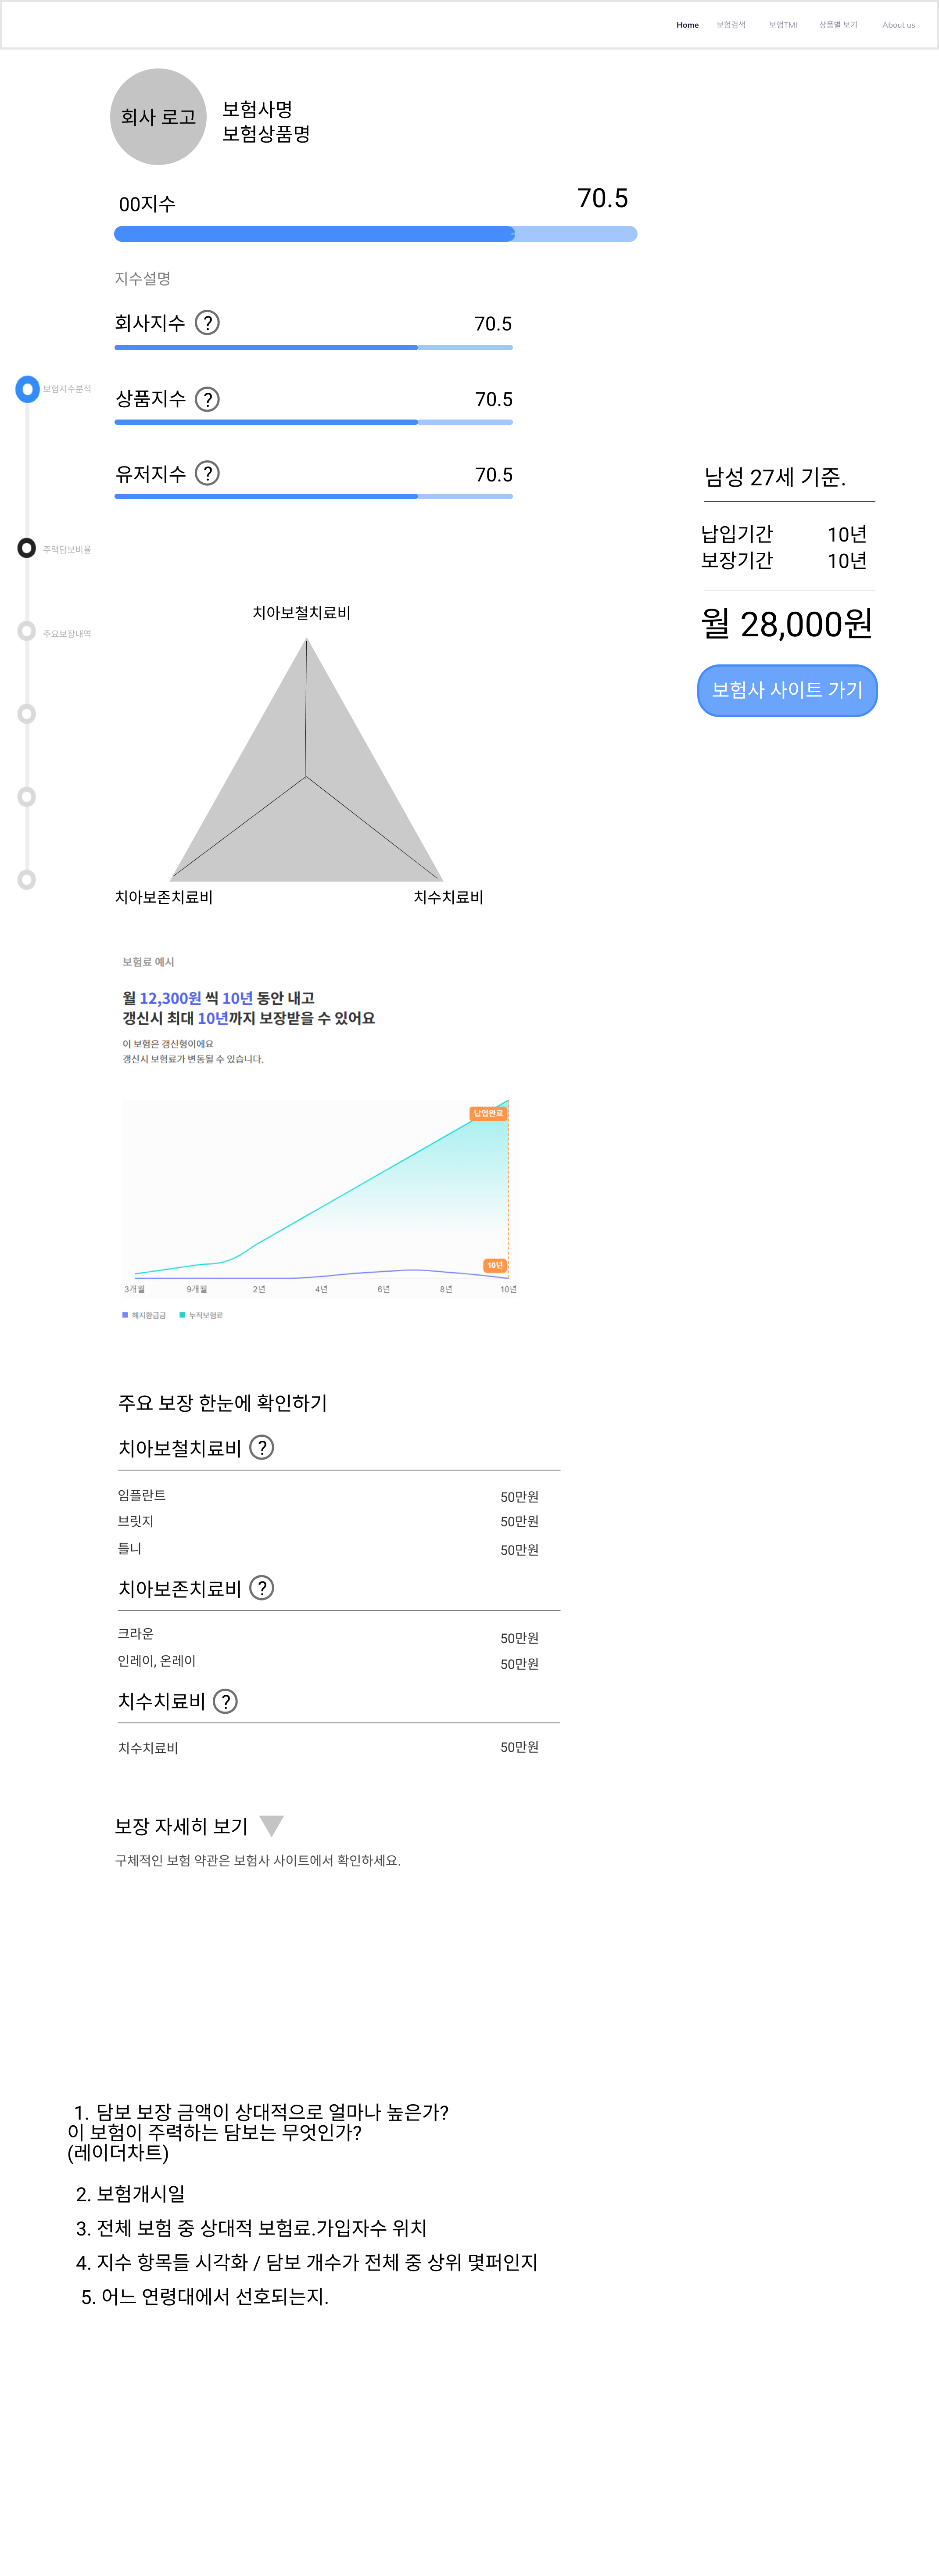 Home 보험검색 보험TMI 상품별 보기 About us
회사 로고
보험사명
보험상품명
00지수 70.5
지수설명
회사지수 ? 70.5
보험지수분석
상품지수 ? 70.5
유저지수 ? 70.5
남성 27세 기준.
납입기간 10년
보장기간 10년
월 28,000원
보험사 사이트 가기
주력담보비율
주요보장내역
치아보철치료비
치아보존치료비 치수치료비
보험료 예시
월 12,300원 씩 10년 동안 내고
갱신시 최대 10년까지 보장받을 수 있어요
이 보험은 갱신형이에요
갱신시 보험료가 변동될 수 있습니다.
납입완료
10년
3개월 9개월 2년 4년 6년 8년 10년
해지환급금 누적보험료
주요 보장 한눈에 확인하기
치아보철치료비 ?
임플란트 50만원
브릿지 50만원
틀니 50만원
치아보존치료비 ?
크라운 50만원
인레이, 온레이 50만원
치수치료비 ?
치수치료비 50만원
보장 자세히 보기
구체적인 보험 약관은 보험사 사이트에서 확인하세요.
1. 담보 보장 금액이 상대적으로 얼마나 높은가?
이 보험이 주력하는 담보는 무엇인가?
(레이더차트)
2. 보험개시일
3. 전체 보험 중 상대적 보험료.가입자수 위치
4. 지수 항목들 시각화 / 담보 개수가 전체 중 상위 몇퍼인지
5. 어느 연령대에서 선호되는지.